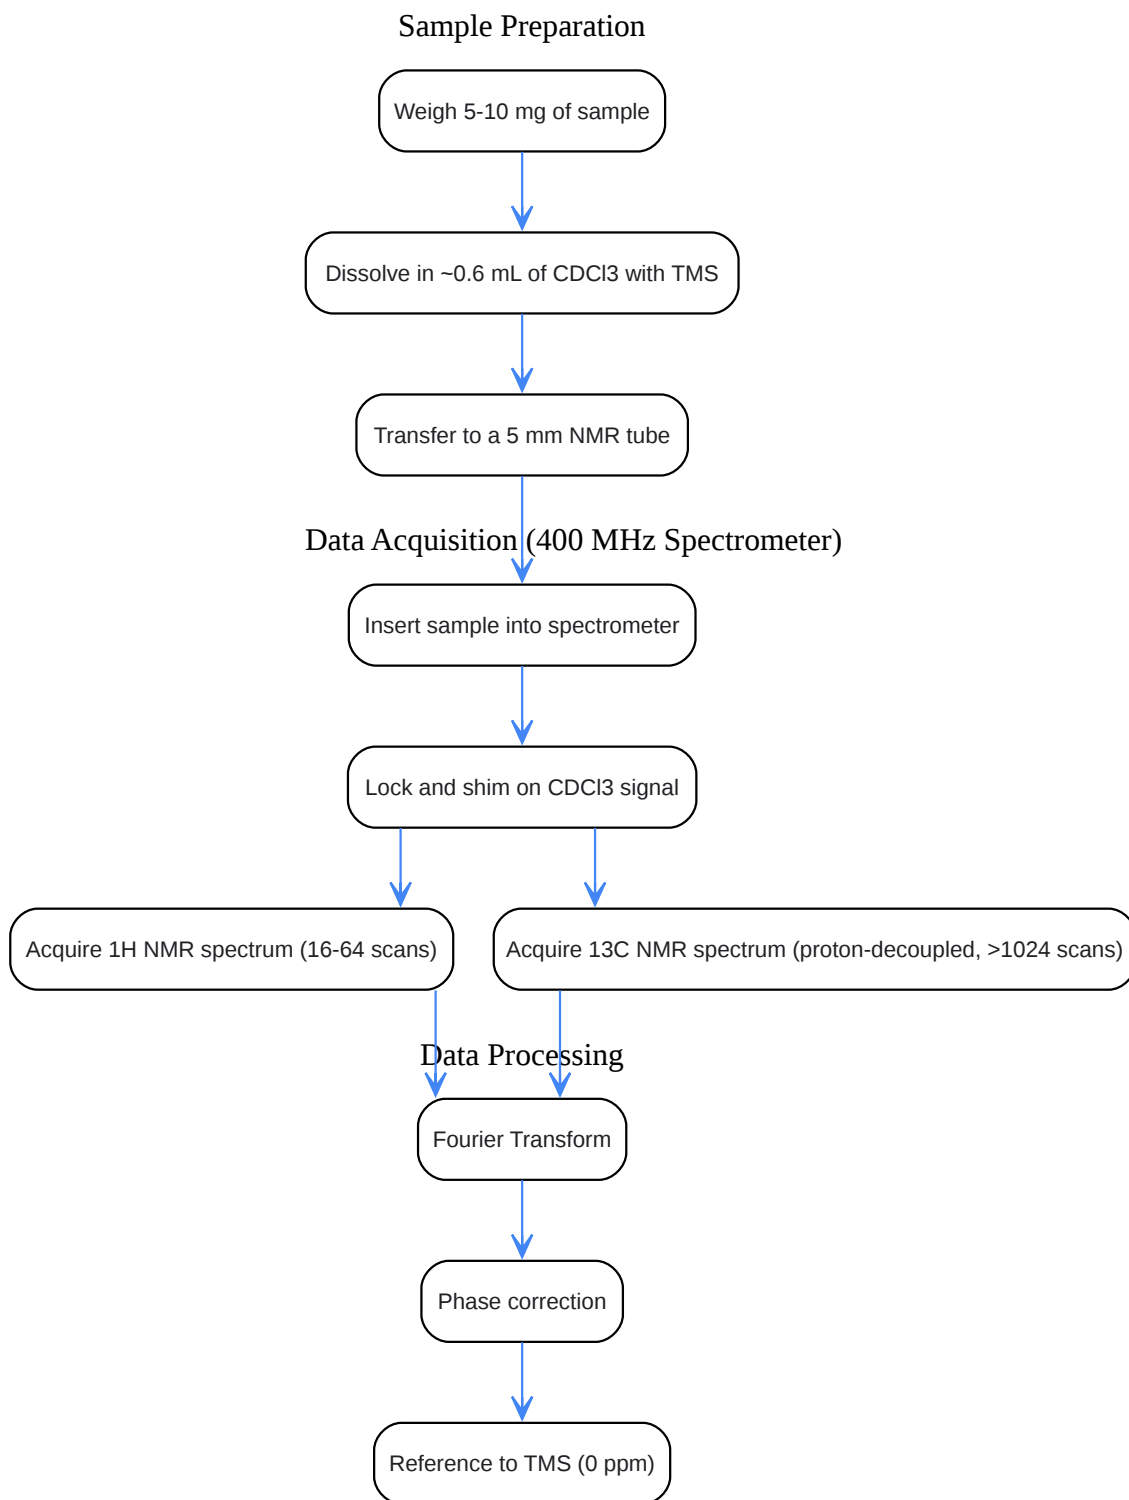 Sample Preparation
Weigh 5-10 mg of sample
Dissolve in ~0.6 mL of CDCl3 with TMS
Transfer to a 5 mm NMR tube
Data Acquisition (400 MHz Spectrometer)
Insert sample into spectrometer
Lock and shim on CDCl3 signal
Acquire 1H NMR spectrum (16-64 scans)
Acquire 13C NMR spectrum (proton-decoupled, >1024 scans)
Data Processing
Fourier Transform
Phase correction
Reference to TMS (0 ppm)